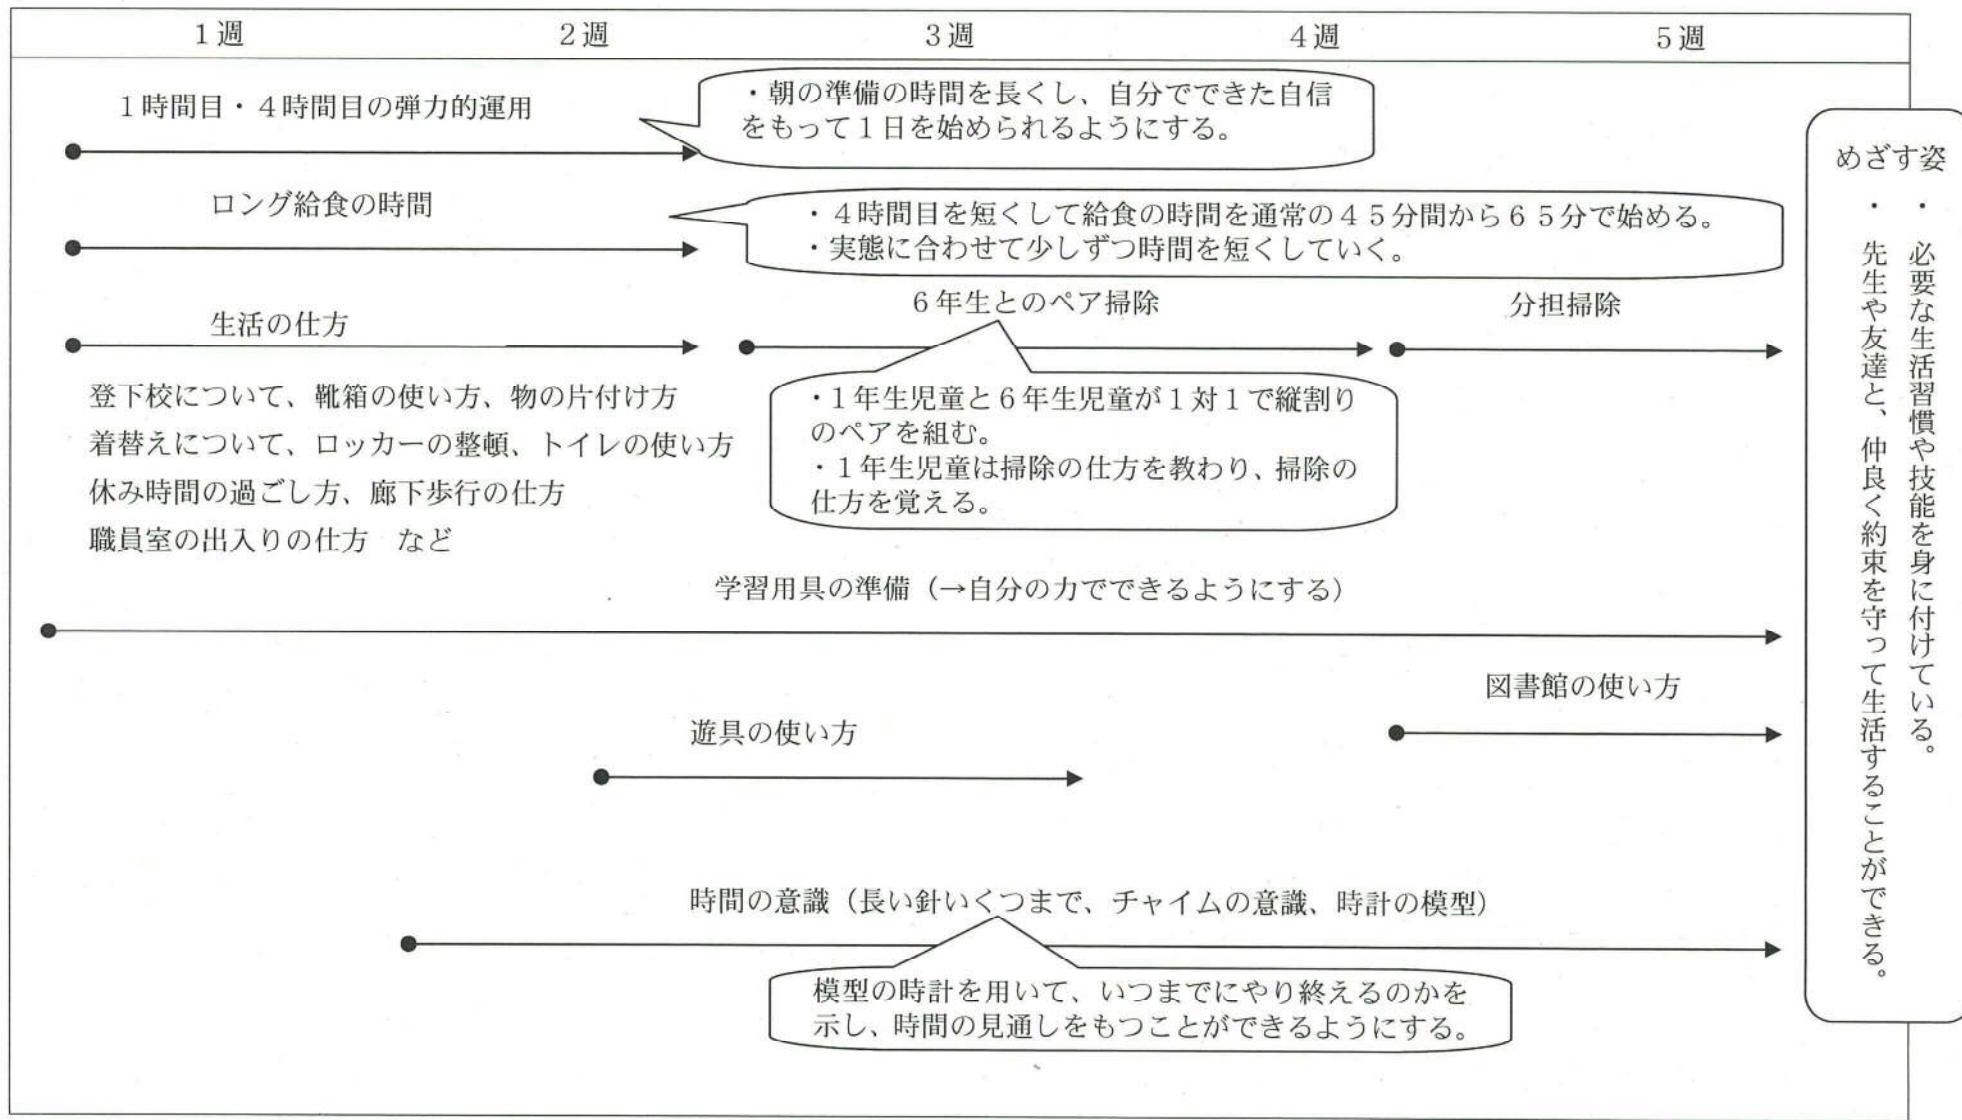 1週 2週 3週 4週 5週
1時間目・4時間目の弾力的運用
・朝の準備の時間を長くし、自分でできた自信
をもって1日を始められるようにする。
ロング給食の時間
・4時間目を短くして給食の時間を通常の45分間から65分で始める。
・実態に合わせて少しずつ時間を短くしていく。
生活の仕方
6年生とのペア掃除
分担掃除
登下校について、靴箱の使い方、物の片付け方
着替えについて、ロッカーの整頓、トイレの使い方
休み時間の過ごし方、廊下歩行の仕方
職員室の出入りの仕方 など
・1年生児童と6年生児童が1対1で縦割り
のペアを組む。
・1年生児童は掃除の仕方を教わり、掃除の
仕方を覚える。
学習用具の準備(→自分の力でできるようにする)
図書館の使い方
遊具の使い方
時間の意識(長い針いくつまで、チャイムの意識、時計の模型)
模型の時計を用いて、いつまでにやり終えるのかを
示し、時間の見通しをもつことができるようにする。
めざす姿
・必要な生活習慣や技能を身に付けている。
・先生や友達と、仲良く約束を守って生活することができる。